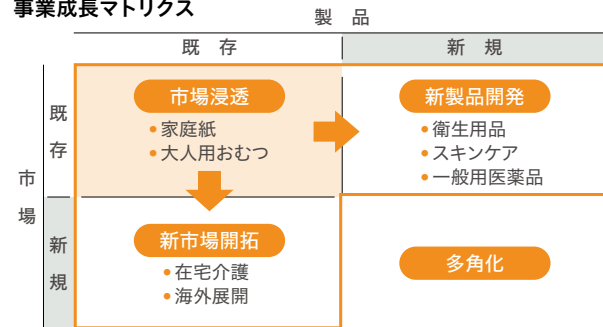 事業成長マトリクス
製 品
既 存
新 規
市 場
既 存
市場浸透
• 家庭紙
• 大人用おむつ
新製品開発
• 衛生用品
• スキンケア
• 一般用医薬品
新 規
新市場開拓
• 在宅介護
• 海外展開
多角化